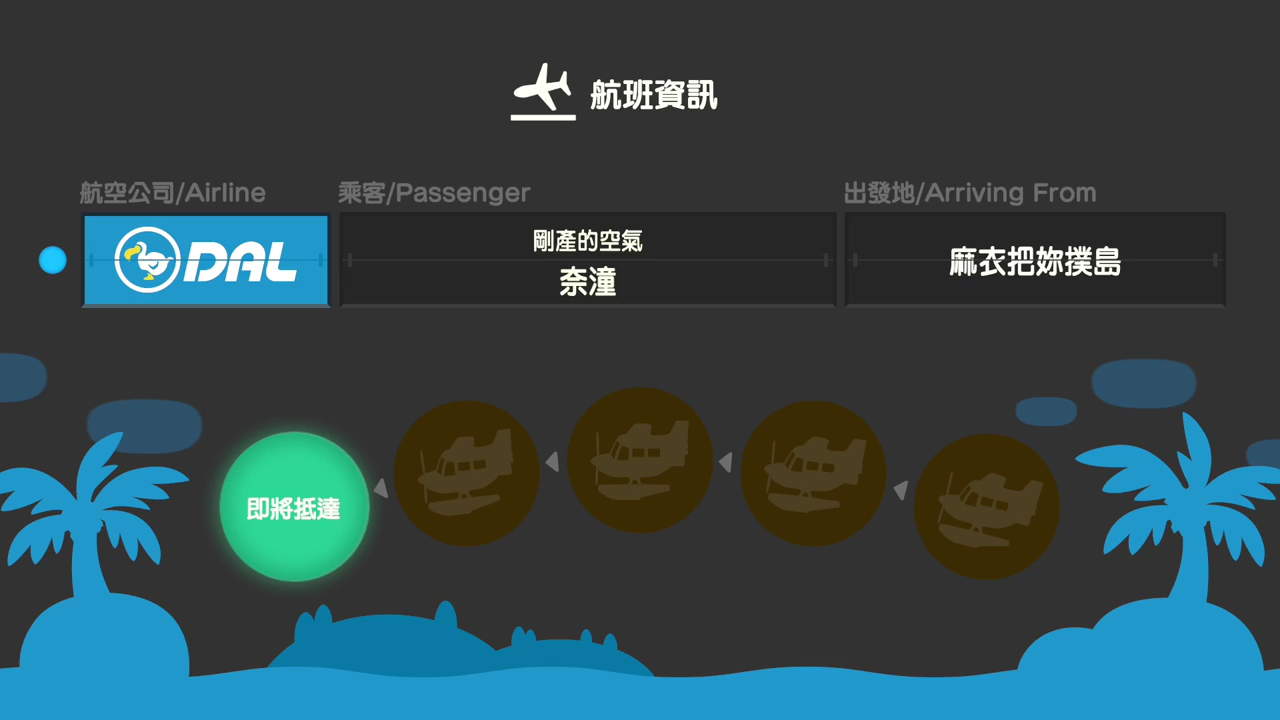 航班資訊
航空公司/Airline
乘客/Passenger
出發地/Arriving From
DAL
剛產的空氣
奈潼
麻衣把妳撲島
即將抵達